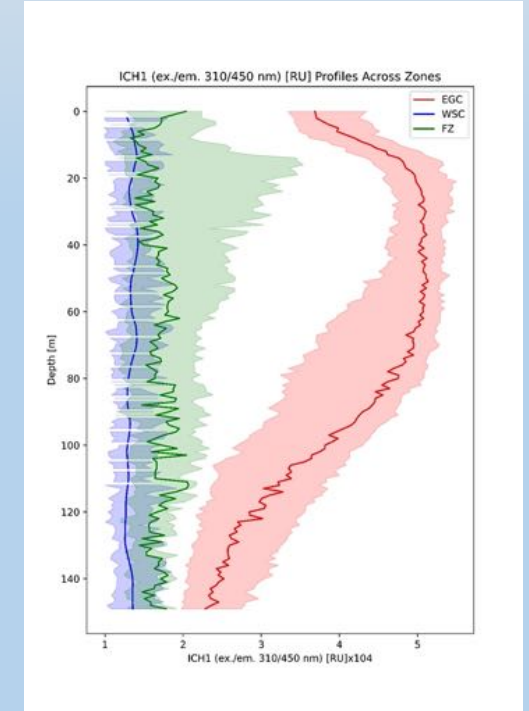 ICH1 (ex./em. 310/450 nm) [RU] Profiles Across Zones
EGC
WSC
FZ
0
20
40
60
80
100
120
140
Depth [m]
1 2 3 4 5
ICH1 (ex./em. 310/450 nm) [RU]x104